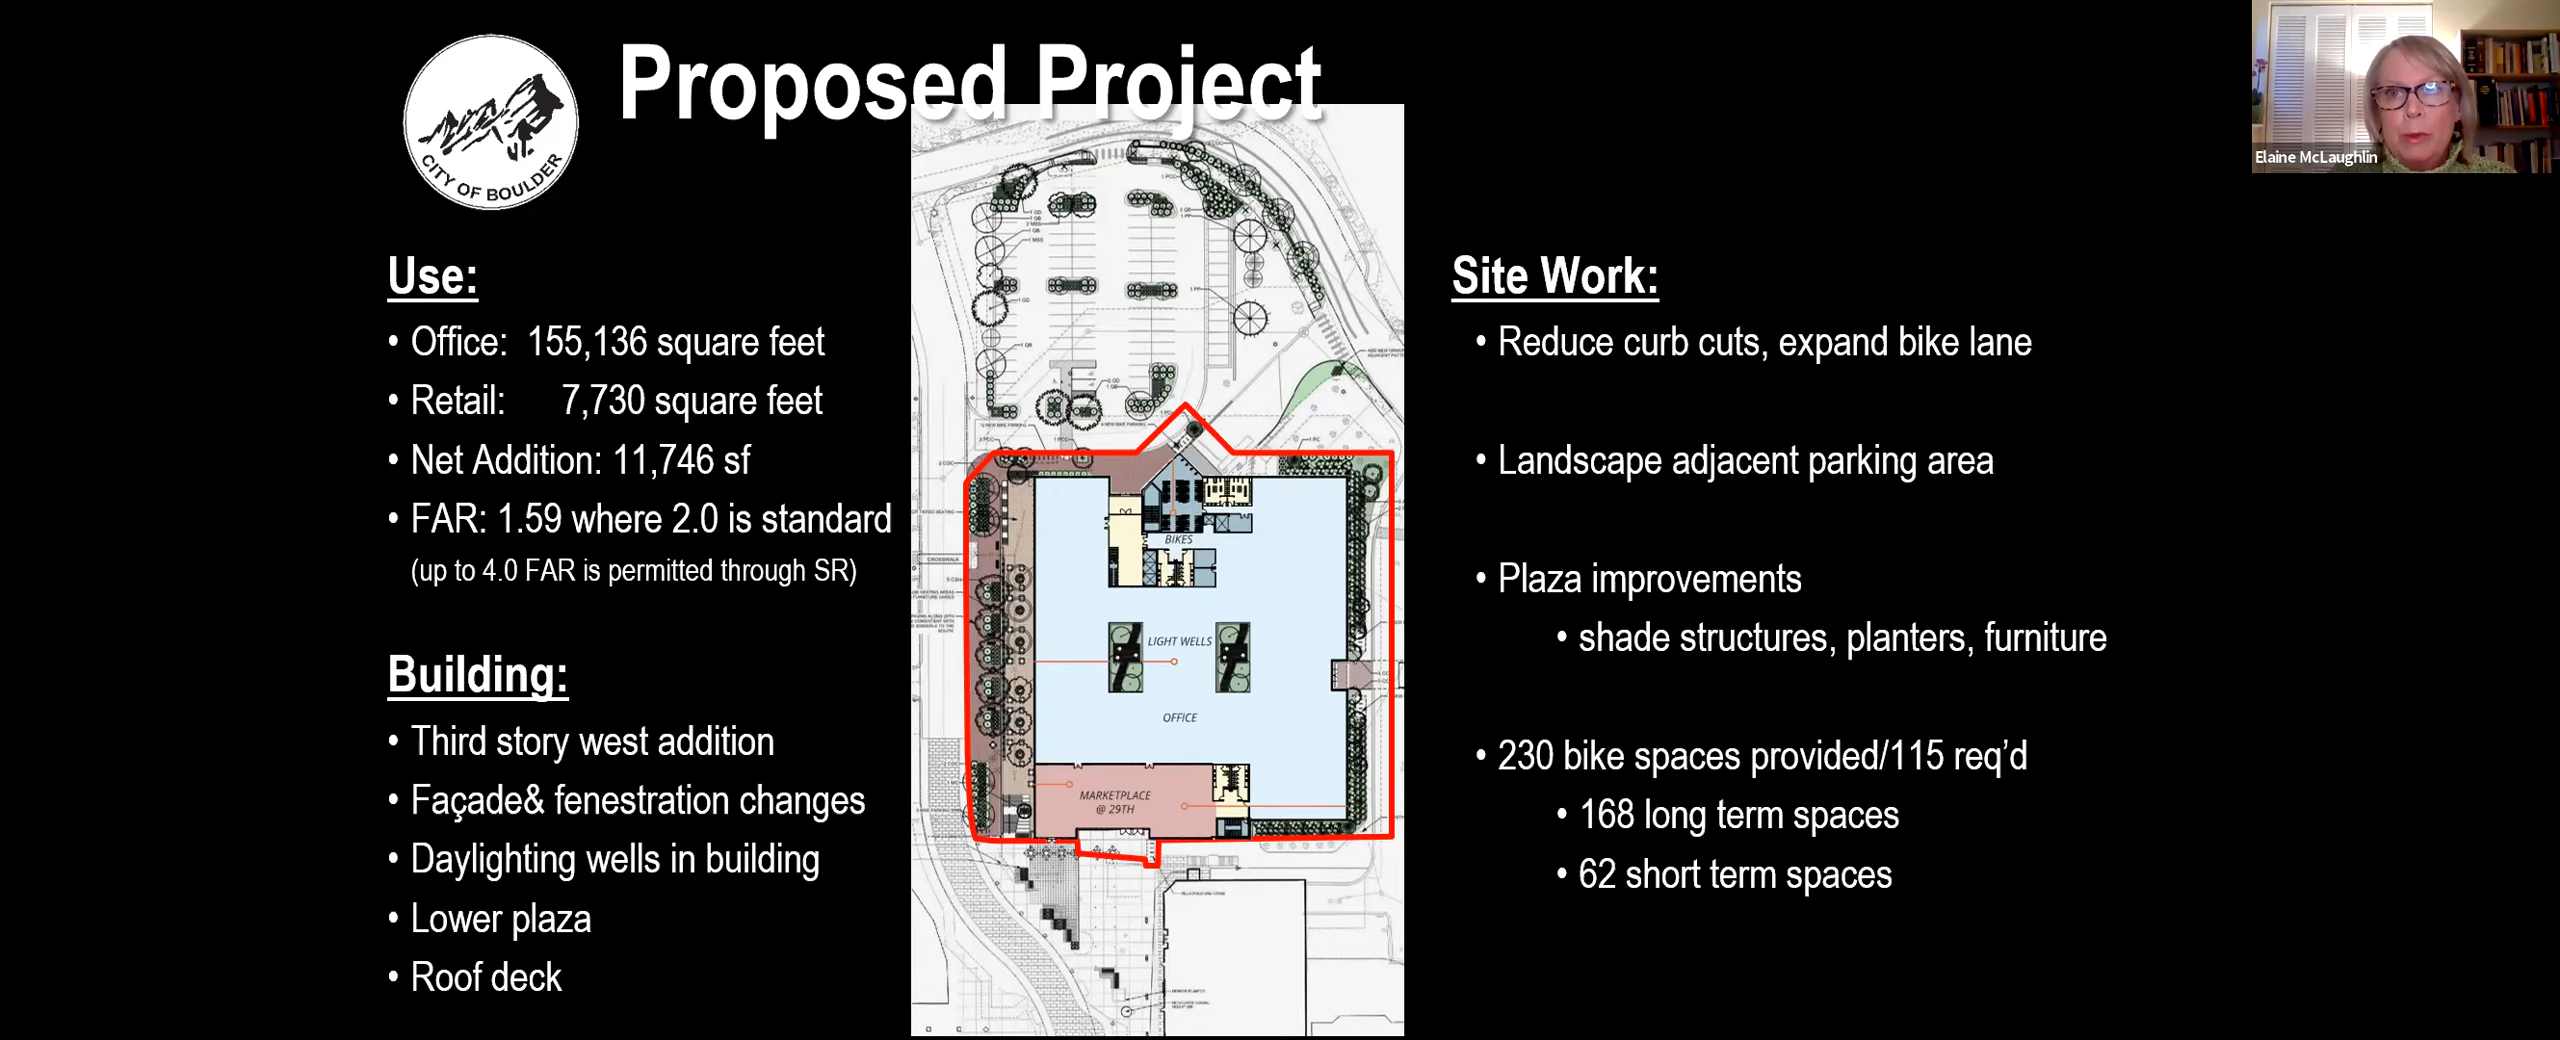 Proposed Project
CITY OF BOULDER
Elaine McLaughlin
Use:
• Office: 155,136 square feet
• Retail: 7,730 square feet
• Net Addition: 11,746 sf
• FAR: 1.59 where 2.0 is standard
(up to 4.0 FAR is permitted through SR)
Building:
• Third story west addition
• Façade& fenestration changes
• Daylighting wells in building
• Lower plaza
• Roof deck
BIKES
LIGHT WELLS
OFFICE
MARKETPLACE
@ 29TH
CROSSWALK
Site Work:
• Reduce curb cuts, expand bike lane
• Landscape adjacent parking area
• Plaza improvements
• shade structures, planters, furniture
• 230 bike spaces provided/115 req’d
• 168 long term spaces
• 62 short term spaces